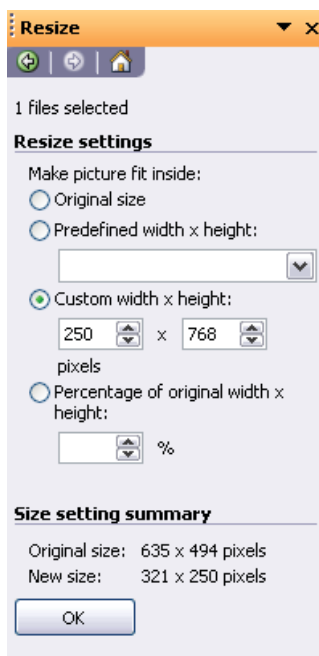 Resize
1 files selected
Resize settings
Make picture fit inside:
Original size
Predefined width x height:
Custom width x height:
250 x 768
pixels
Percentage of original width x
height:
%
Size setting summary
Original size: 635 x 494 pixels
New size: 321 x 250 pixels
OK